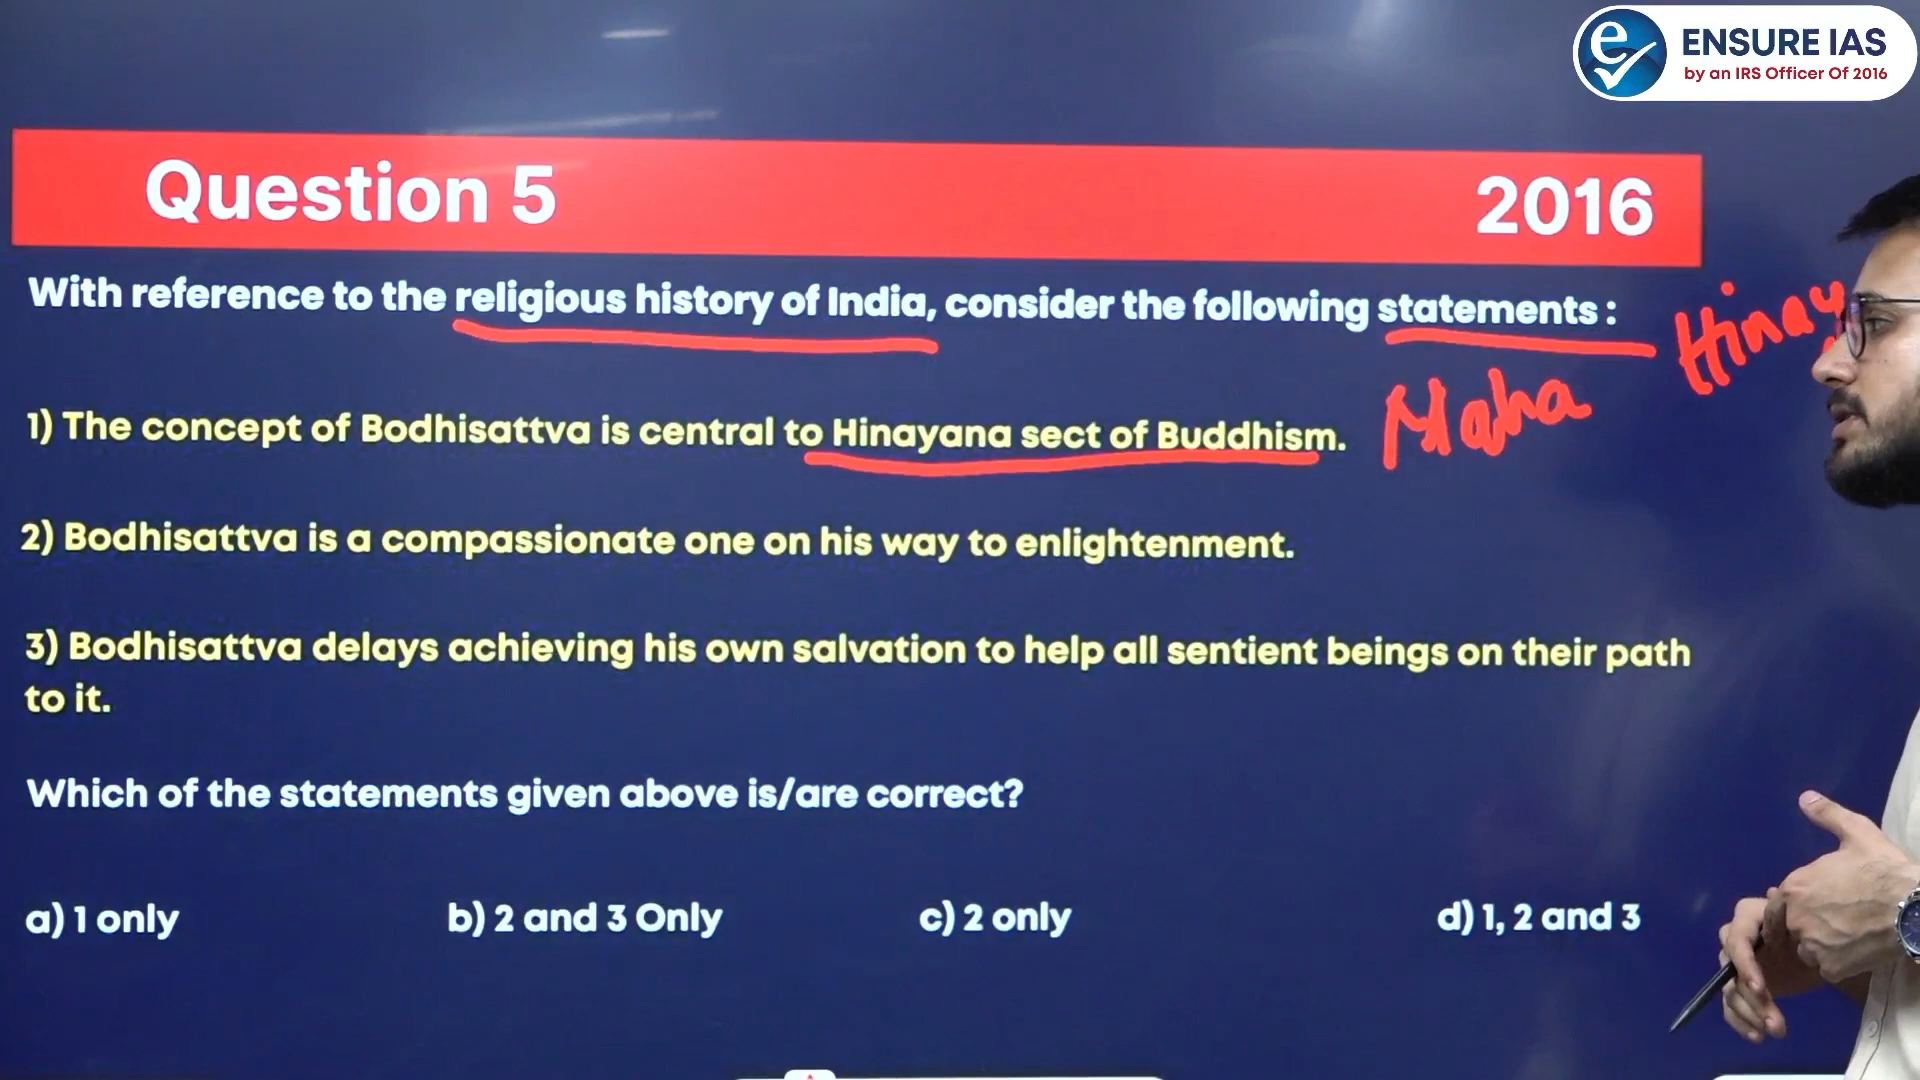 ENSURE IAS
by an IRS Officer Of 2016
Question 5 2016
With reference to the religious history of India, consider the following statements :
Hinay
1) The concept of Bodhisattva is central to Hinayana sect of Buddhism. Maha
2) Bodhisattva is a compassionate one on his way to enlightenment.
3) Bodhisattva delays achieving his own salvation to help all sentient beings on their path
to it.
Which of the statements given above is/are correct?
a) 1 only b) 2 and 3 Only c) 2 only d) 1, 2 and 3